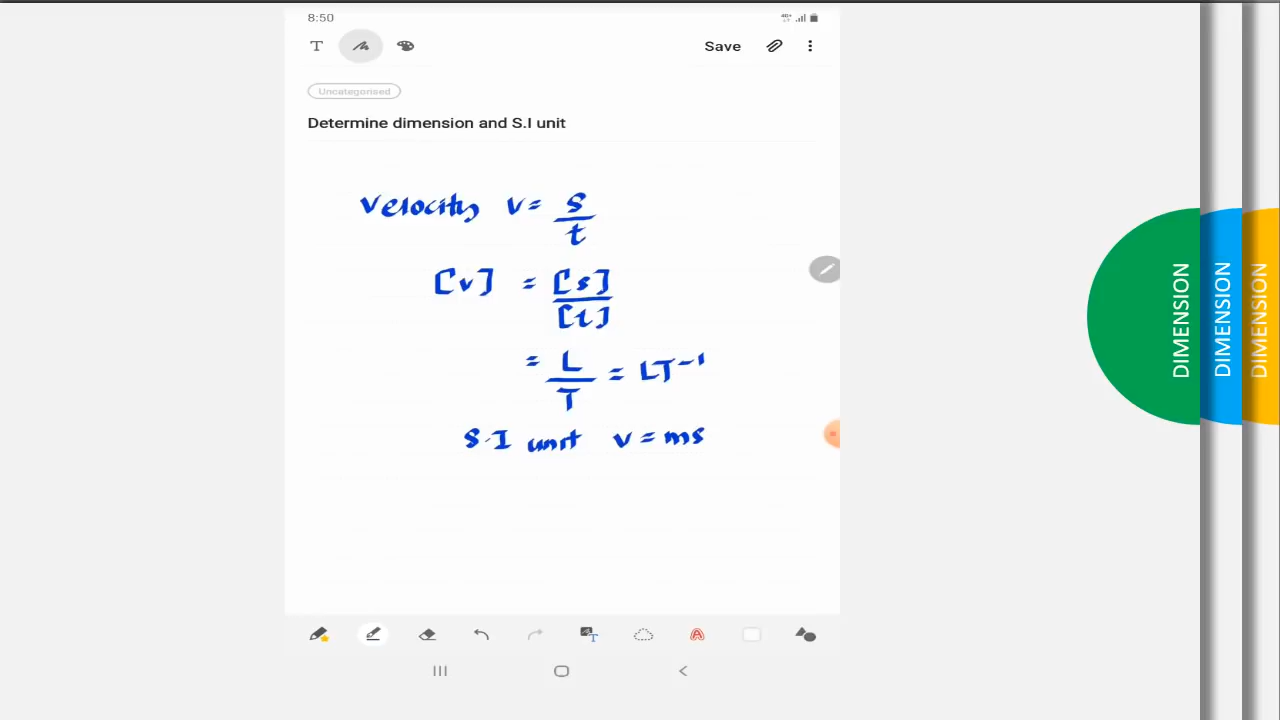 8:50
T
Save
Uncategorised
Determine dimension and S.I unit
Velocity v = s/t
[v] = [s]/[t]
= L/T = LT⁻¹
S.I unit v = ms
DIMENSION
DIMENSION
DIMENSION